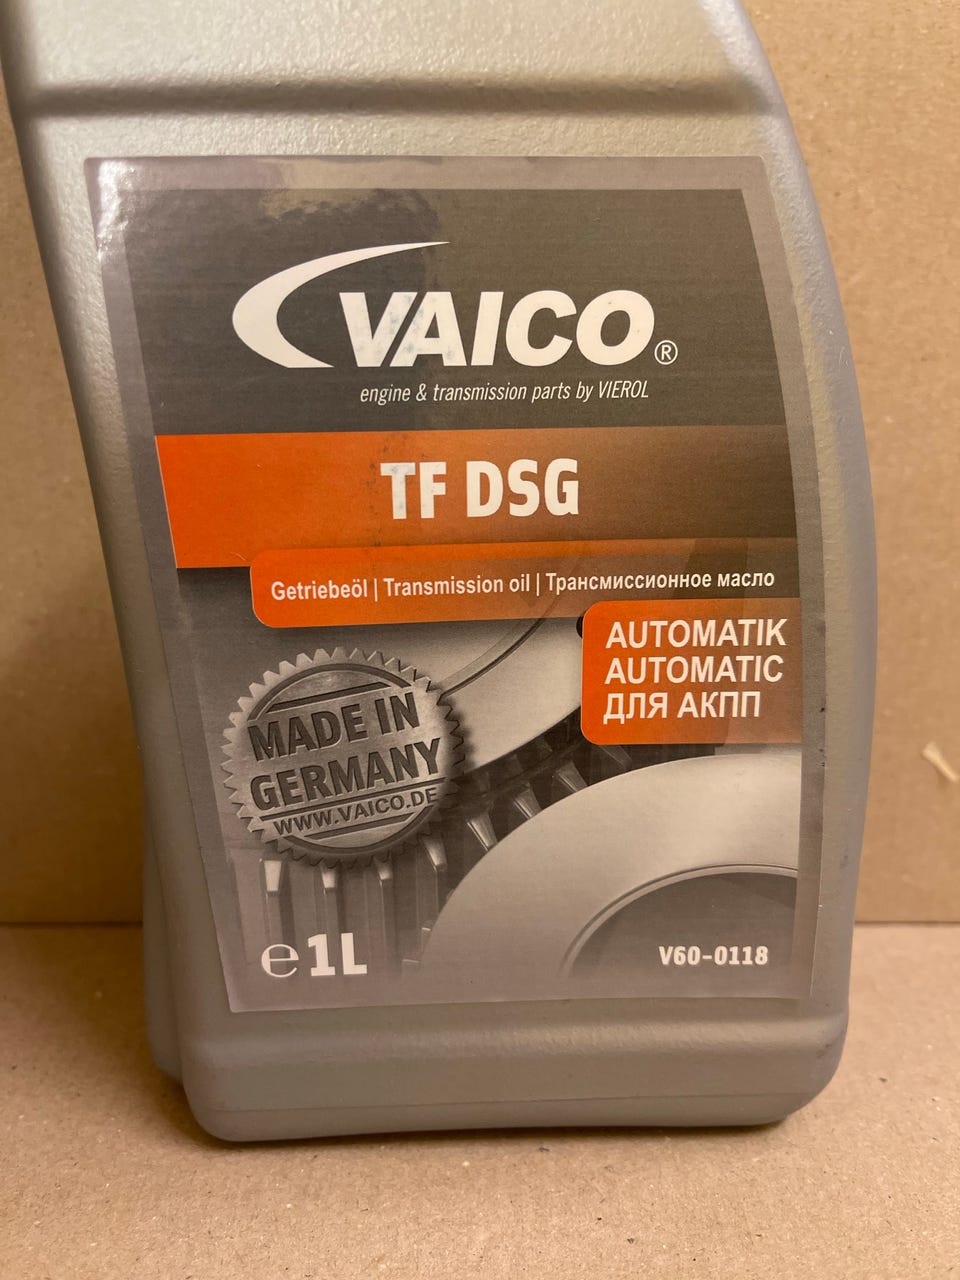 VAICO®
engine & transmission parts by VIEROL
TF DSG
Getriebeöl | Transmission oil | Трансмиссионное масло
AUTOMATIK
AUTOMATIC
ДЛЯ АКПП
MADE IN
GERMANY
WWW.VAICO.DE
℮ 1L
V60-0118